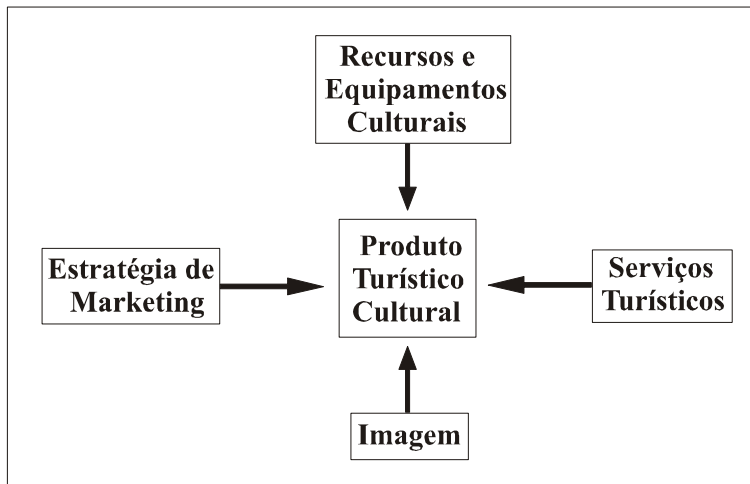 Recursos e
Equipamentos
Culturais
Estratégia de
Marketing
Produto
Turístico
Cultural
Serviços
Turísticos
Imagem